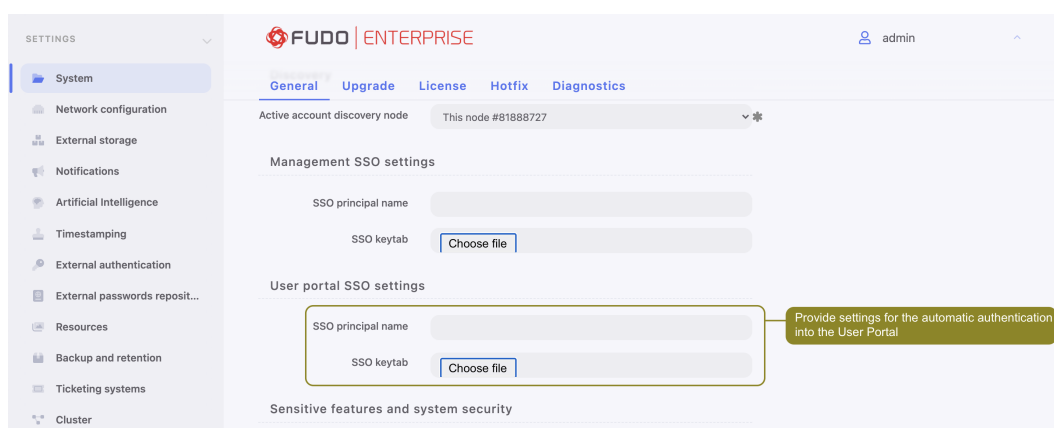 SETTINGS
FUDO ENTERPRISE
admin
System
Discovery
General Upgrade License Hotfix Diagnostics
Network configuration
Active account discovery node This node #81888727 ✱
External storage
Management SSO settings
Notifications
Artificial Intelligence
SSO principal name
Timestamping
SSO keytab Choose file
External authentication
User portal SSO settings
External passwords reposit...
Resources
SSO principal name
Provide settings for the automatic authentication
into the User Portal
Backup and retention
SSO keytab Choose file
Ticketing systems
Sensitive features and system security
Cluster